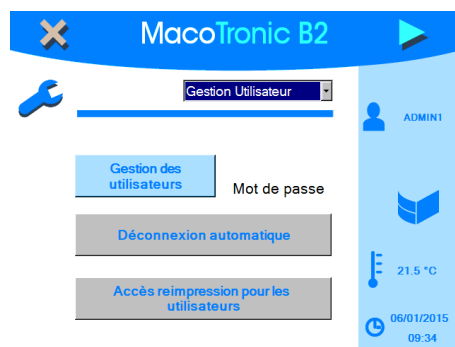 MacoTronic B2
Gestion Utilisateur
ADMIN1
Gestion des
utilisateurs
Mot de passe
Déconnexion automatique
Accès reimpression pour les
utilisateurs
21.5 °C
06/01/2015
09:34